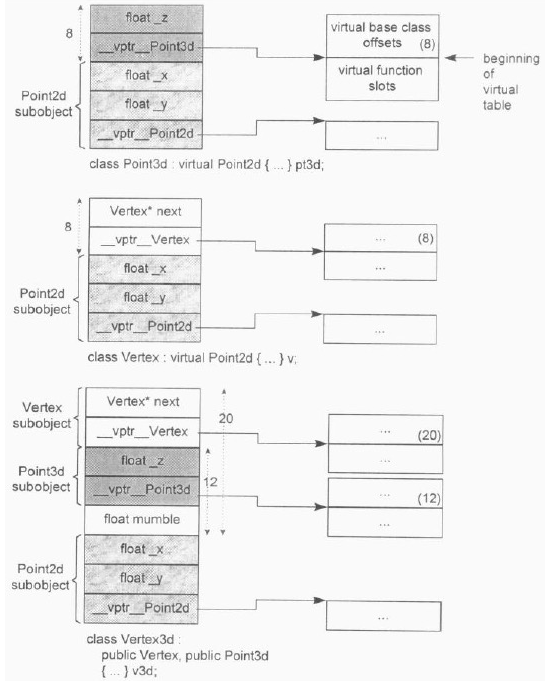 float _z
8
__vptr__Point3d
float _x
Point2d
subobject
float _y
__vptr__Point2d
virtual base class
offsets (8)
virtual function
slots
beginning
of
virtual
table
...
class Point3d : virtual Point2d { ... } pt3d;
Vertex* next
8
__vptr__Vertex
float _x
Point2d
subobject
float _y
__vptr__Point2d
... (8)
...
...
class Vertex : virtual Point2d { ... } v;
Vertex* next
Vertex
subobject
20
__vptr__Vertex
float _z
Point3d
subobject
12
__vptr__Point3d
float mumble
float _x
Point2d
subobject
float _y
__vptr__Point2d
... (20)
...
... (12)
...
...
class Vertex3d :
public Vertex, public Point3d
{ ... } v3d;